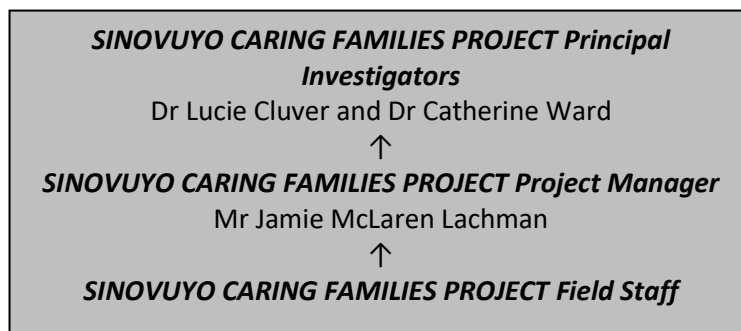 SINOVUYO CARING FAMILIES PROJECT Principal
Investigators
Dr Lucie Cluver and Dr Catherine Ward
↑
SINOVUYO CARING FAMILIES PROJECT Project Manager
Mr Jamie McLaren Lachman
↑
SINOVUYO CARING FAMILIES PROJECT Field Staff